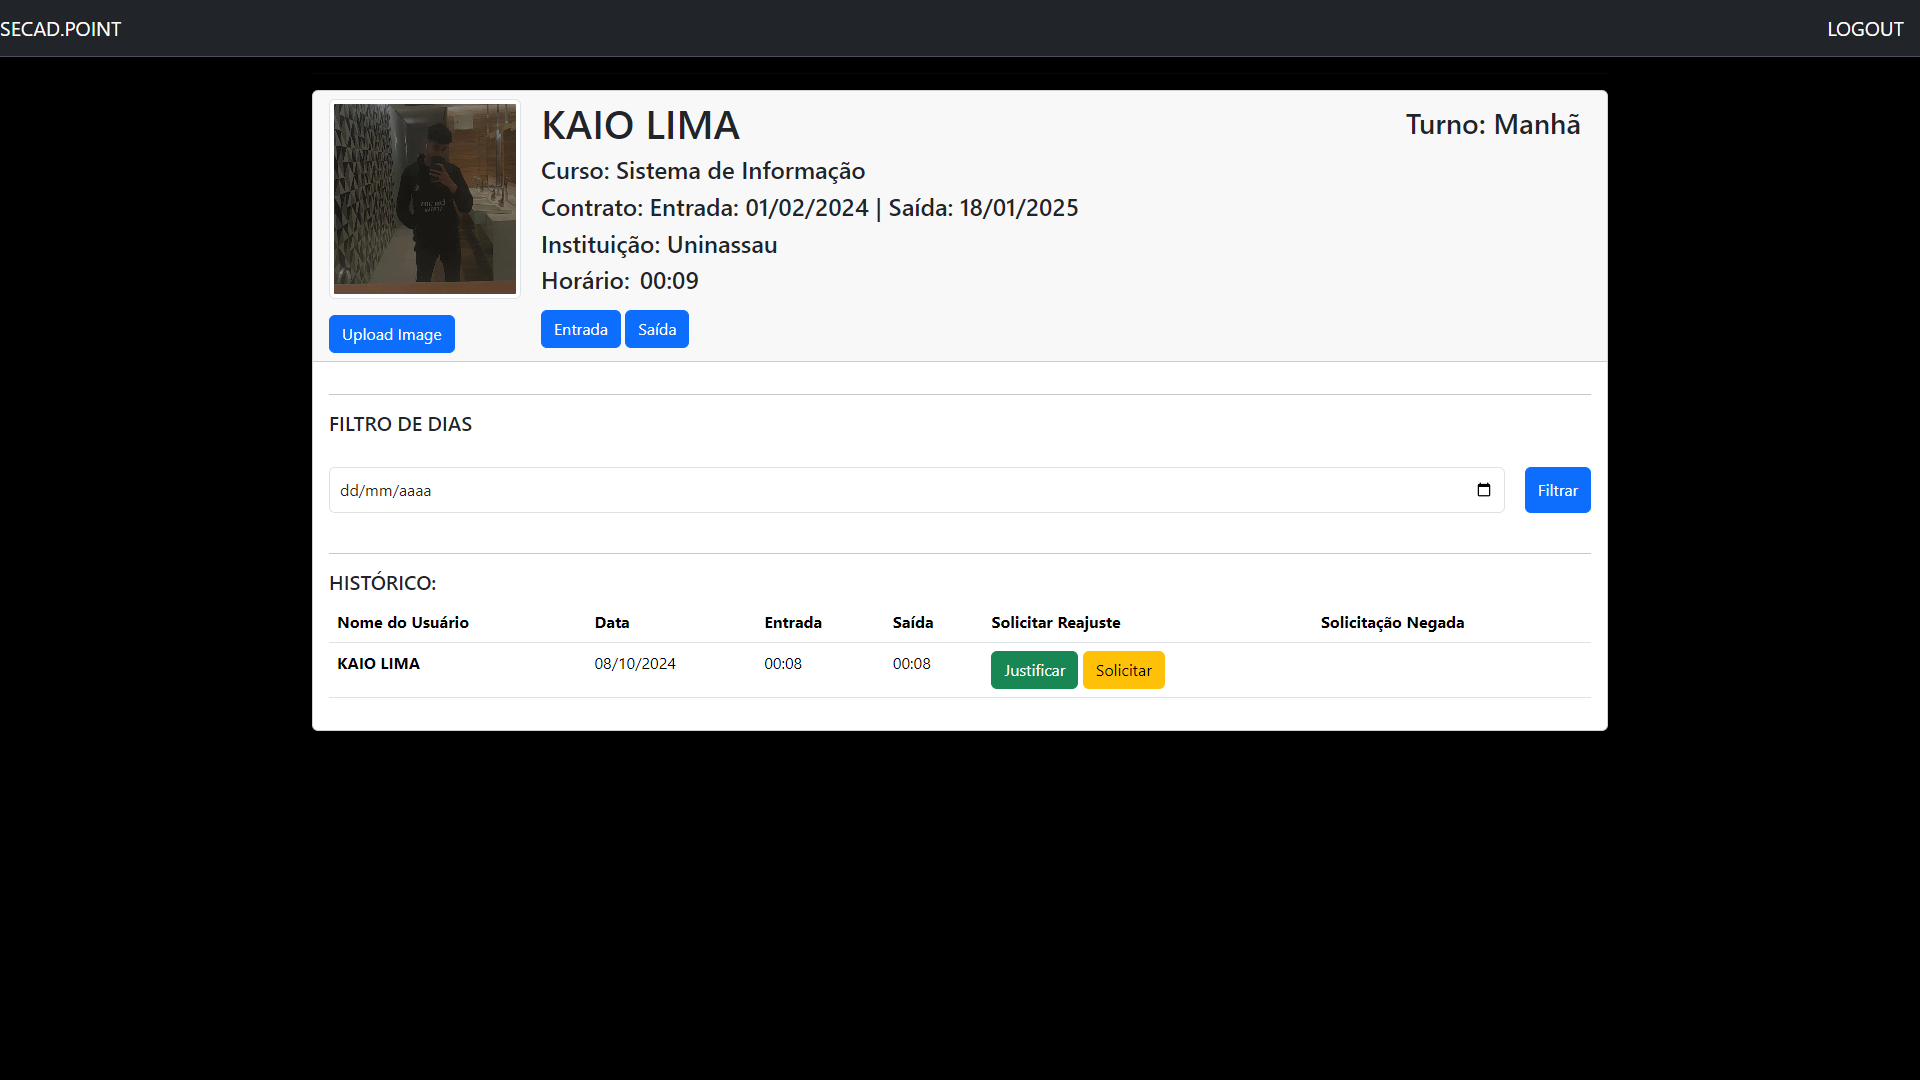 SECAD.POINT
LOGOUT
KAIO LIMA
Turno: Manhã
Curso: Sistema de Informação
Contrato: Entrada: 01/02/2024 | Saída: 18/01/2025
Instituição: Uninassau
Horário: 00:09
Upload Image
Entrada Saída
FILTRO DE DIAS
dd/mm/aaaa
Filtrar
HISTÓRICO:
Nome do Usuário Data Entrada Saída Solicitar Reajuste Solicitação Negada
KAIO LIMA 08/10/2024 00:08 00:08 Justificar Solicitar